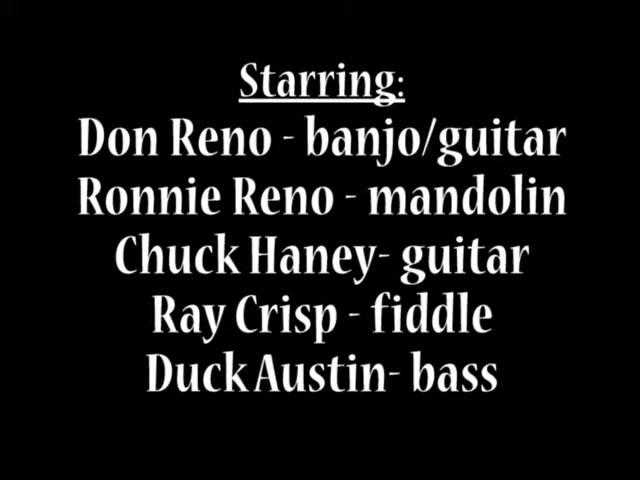 Starring:
Don Reno - banjo/guitar
Ronnie Reno - mandolin
Chuck Haney- guitar
Ray Crisp - fiddle
Duck Austin- bass